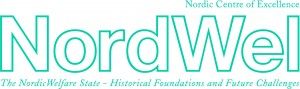 Nordic Centre of Excellence
NordWel
The NordicWelfare State – Historical Foundations and Future Challenges